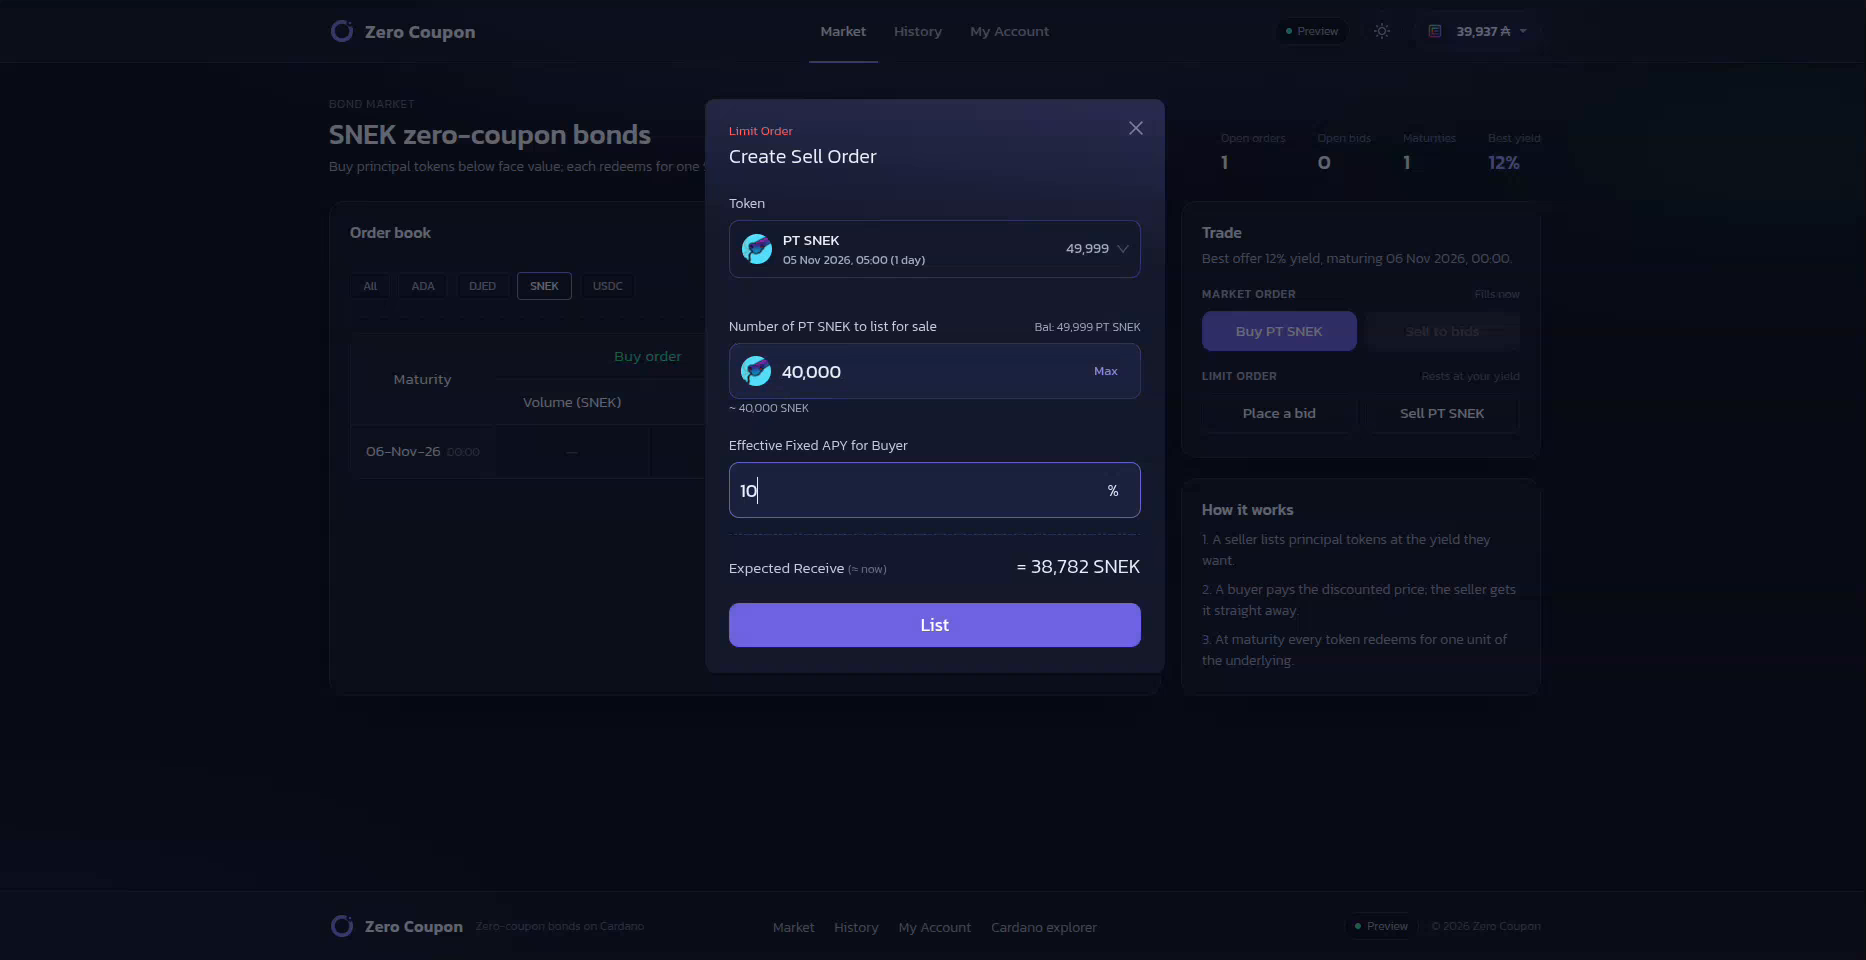 Zero Coupon
Market
History
My Account
Preview
39,937 ₳
BOND MARKET
SNEK zero-coupon bonds
Buy principal tokens below face value; each redeems for one
Open orders
1
Open bids
0
Maturities
1
Best yield
12%
Order book
All
ADA
DJED
SNEK
USDC
Maturity
Buy order
Volume (SNEK)
06-Nov-26 00:00
—
Limit Order
Create Sell Order
Token
PT SNEK
05 Nov 2026, 05:00 (1 day)
49,999
Number of PT SNEK to list for sale
Bal: 49,999 PT SNEK
40,000
Max
~ 40,000 SNEK
Effective Fixed APY for Buyer
10
%
Expected Receive (≈ now)
= 38,782 SNEK
List
Trade
Best offer 12% yield, maturing 06 Nov 2026, 00:00.
MARKET ORDER
Fills now
Buy PT SNEK
Sell to bids
LIMIT ORDER
Rests at your yield
Place a bid
Sell PT SNEK
How it works
1. A seller lists principal tokens at the yield they
want.
2. A buyer pays the discounted price; the seller gets
it straight away.
3. At maturity every token redeems for one unit of
the underlying.
Zero Coupon
Zero-coupon bonds on Cardano
Market
History
My Account
Cardano explorer
Preview
© 2026 Zero Coupon